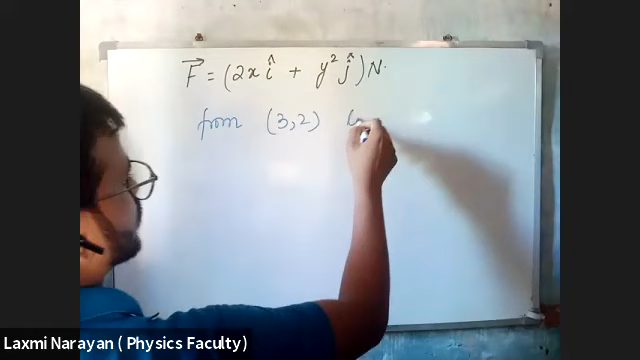 F⃗ = (2x î + y² ĵ) N.
from (3,2)
Laxmi Narayan ( Physics Faculty)